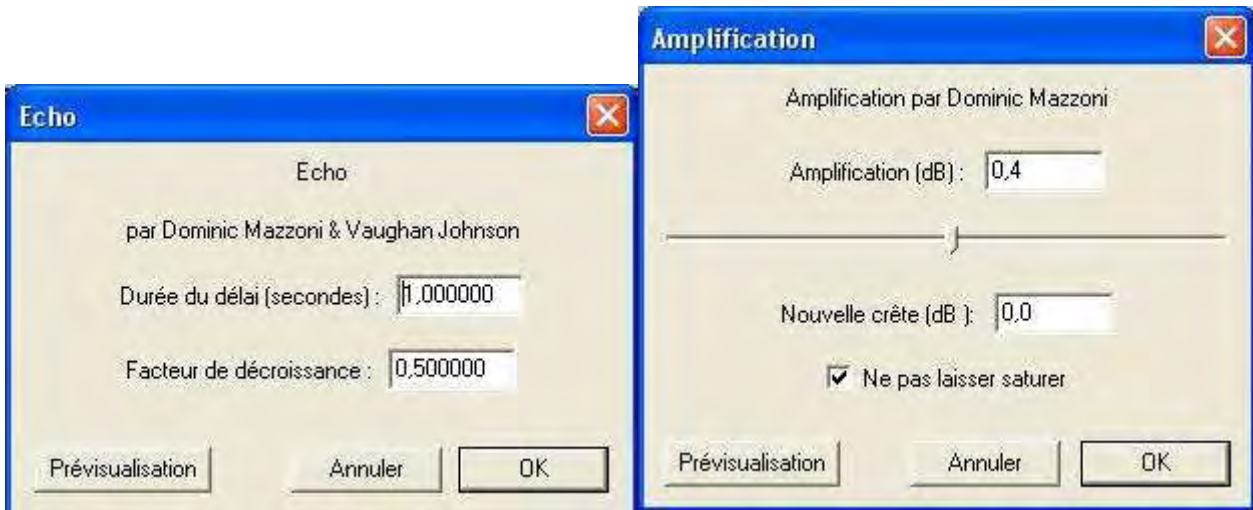 Echo
Echo
par Dominic Mazzoni & Vaughan Johnson
Durée du délai (secondes) : 1,000000
Facteur de décroissance : 0,500000
Prévisualisation Annuler OK
Amplification
Amplification par Dominic Mazzoni
Amplification (dB) : 0,4
Nouvelle crête (dB ): 0,0
Ne pas laisser saturer
Prévisualisation Annuler OK